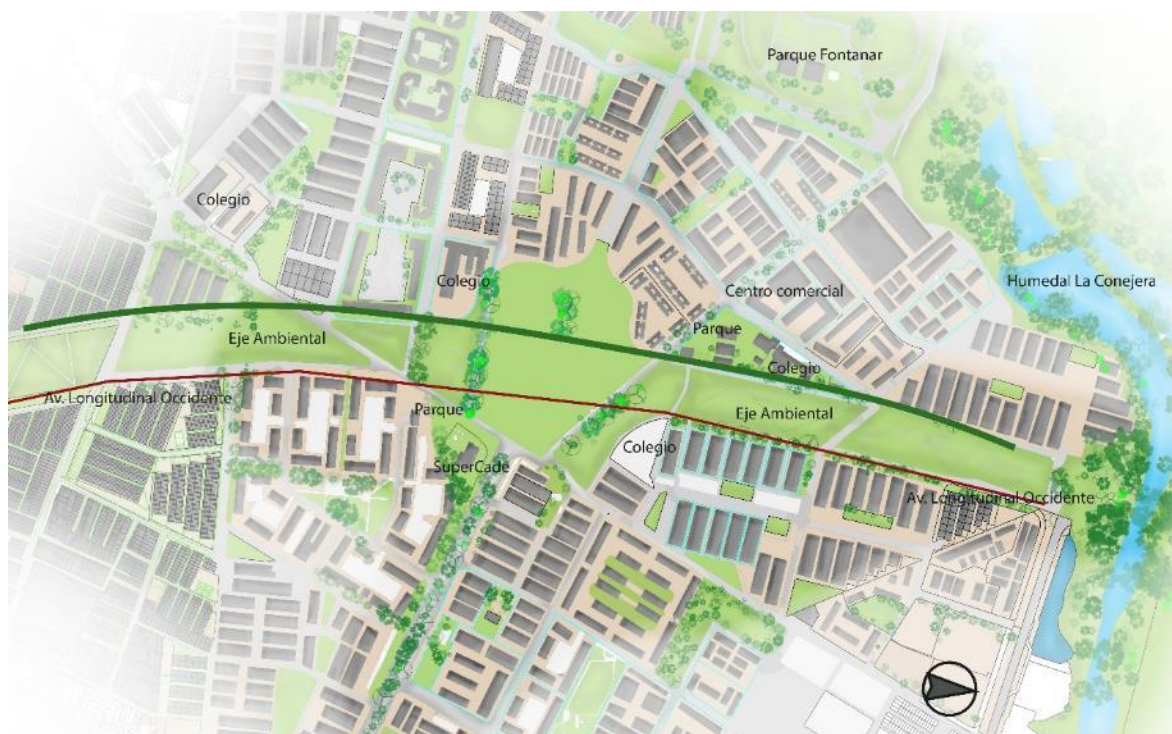 Parque Fontanar
Colegio
Colegio
Centro comercial
Humedal La Conejera
Parque
Eje Ambiental
Colegio
Av. Longitudinal Occidente
Parque
Eje Ambiental
Colegio
SuperCade
Av. Longitudinal Occidente